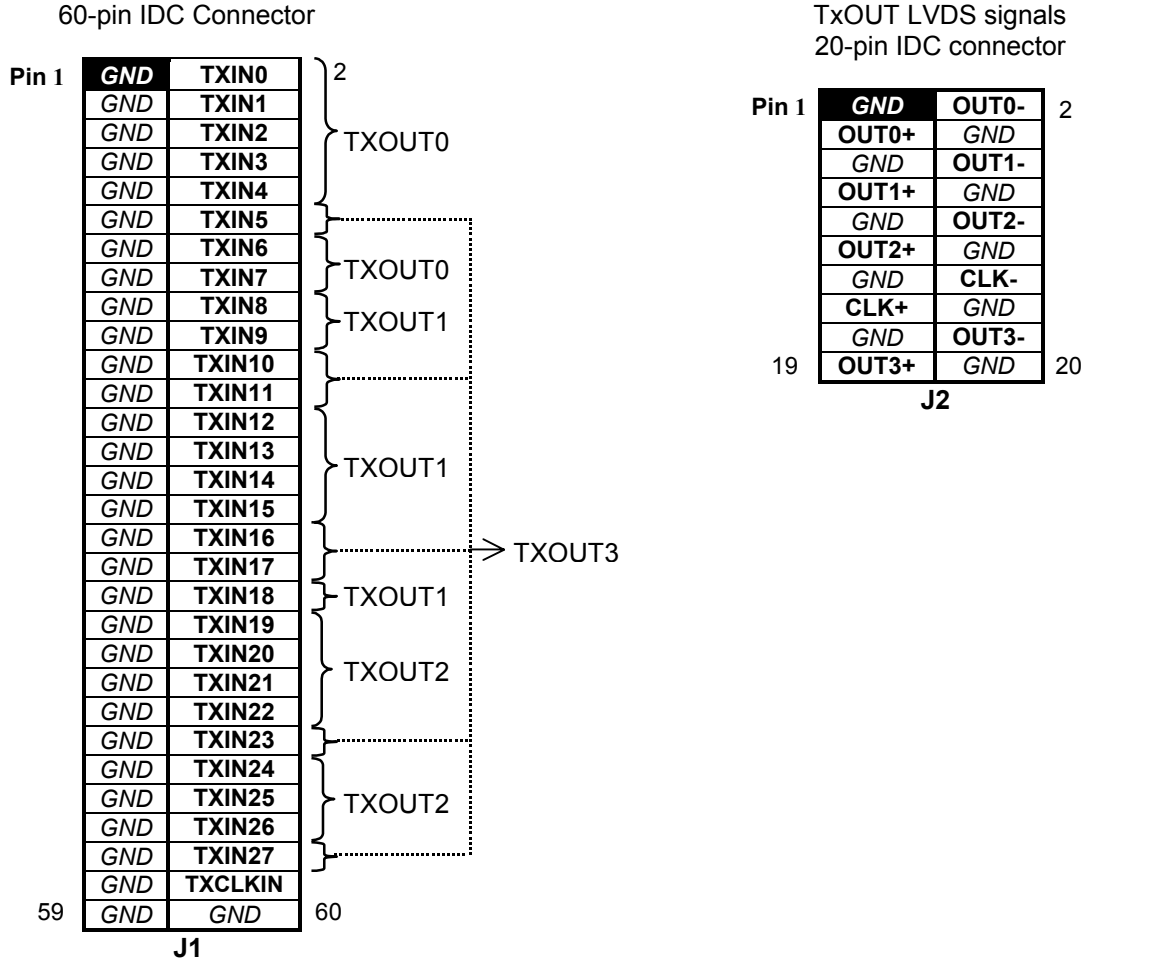 60-pin IDC Connector
Pin 1 GND TXIN0 2
GND TXIN1
GND TXIN2
TXOUT0
GND TXIN3
GND TXIN4
GND TXIN5
GND TXIN6
TXOUT0
GND TXIN7
GND TXIN8
TXOUT1
GND TXIN9
GND TXIN10
GND TXIN11
GND TXIN12
GND TXIN13
TXOUT1
GND TXIN14
GND TXIN15
GND TXIN16
TXOUT3
GND TXIN17
GND TXIN18 TXOUT1
GND TXIN19
GND TXIN20
TXOUT2
GND TXIN21
GND TXIN22
GND TXIN23
GND TXIN24
GND TXIN25
TXOUT2
GND TXIN26
GND TXIN27
GND TXCLKIN
59 GND GND 60
J1
TxOUT LVDS signals
20-pin IDC connector
Pin 1 GND OUT0- 2
OUT0+ GND
GND OUT1-
OUT1+ GND
GND OUT2-
OUT2+ GND
GND CLK-
CLK+ GND
GND OUT3-
19 OUT3+ GND 20
J2